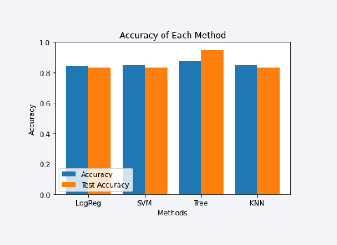 Accuracy of Each Method
1.0
0.8
0.6
0.4
0.2
0.0
Accuracy
Accuracy
Test Accuracy
LogReg SVM Tree KNN
Methods